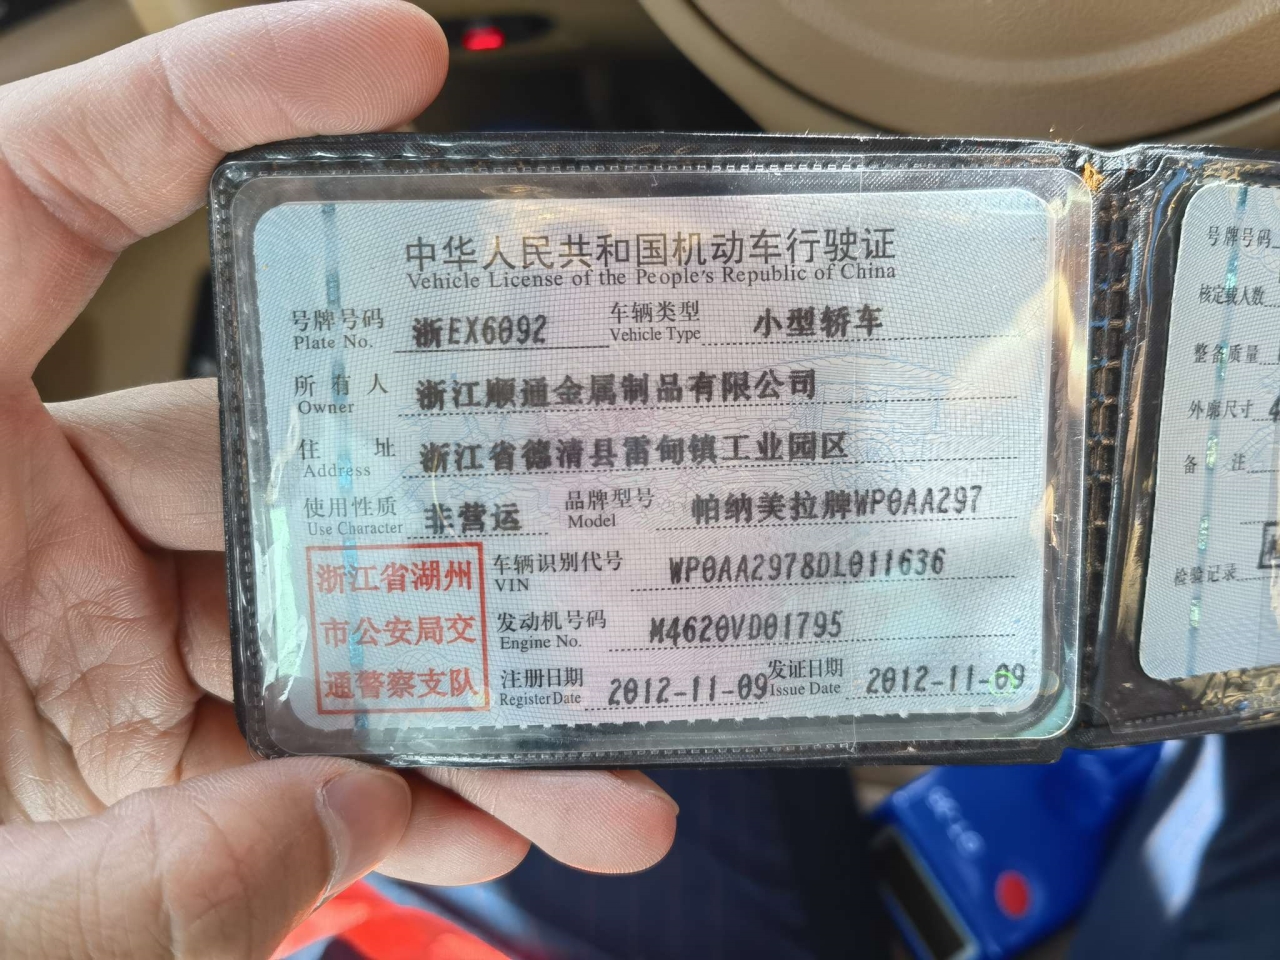 中华人民共和国机动车行驶证
Vehicle License of the People's Republic of China
号牌号码 浙EX6092 车辆类型 小型轿车
Plate No. Vehicle Type
所有人 浙江顺通金属制品有限公司
Owner
住址 浙江省德清县雷甸镇工业园区
Address
使用性质 非营运 品牌型号 帕纳美拉牌WP0AA297
Use Character Model
浙江省湖州
市公安局交
通警察支队
车辆识别代号 WP0AA2978DL011636
VIN
发动机号码 M4620VD01795
Engine No.
注册日期 2012-11-09 发证日期 2012-11-09
Register Date Issue Date
号牌号码
核定载人数
整备质量
外廓尺寸 4
备注
检验记录